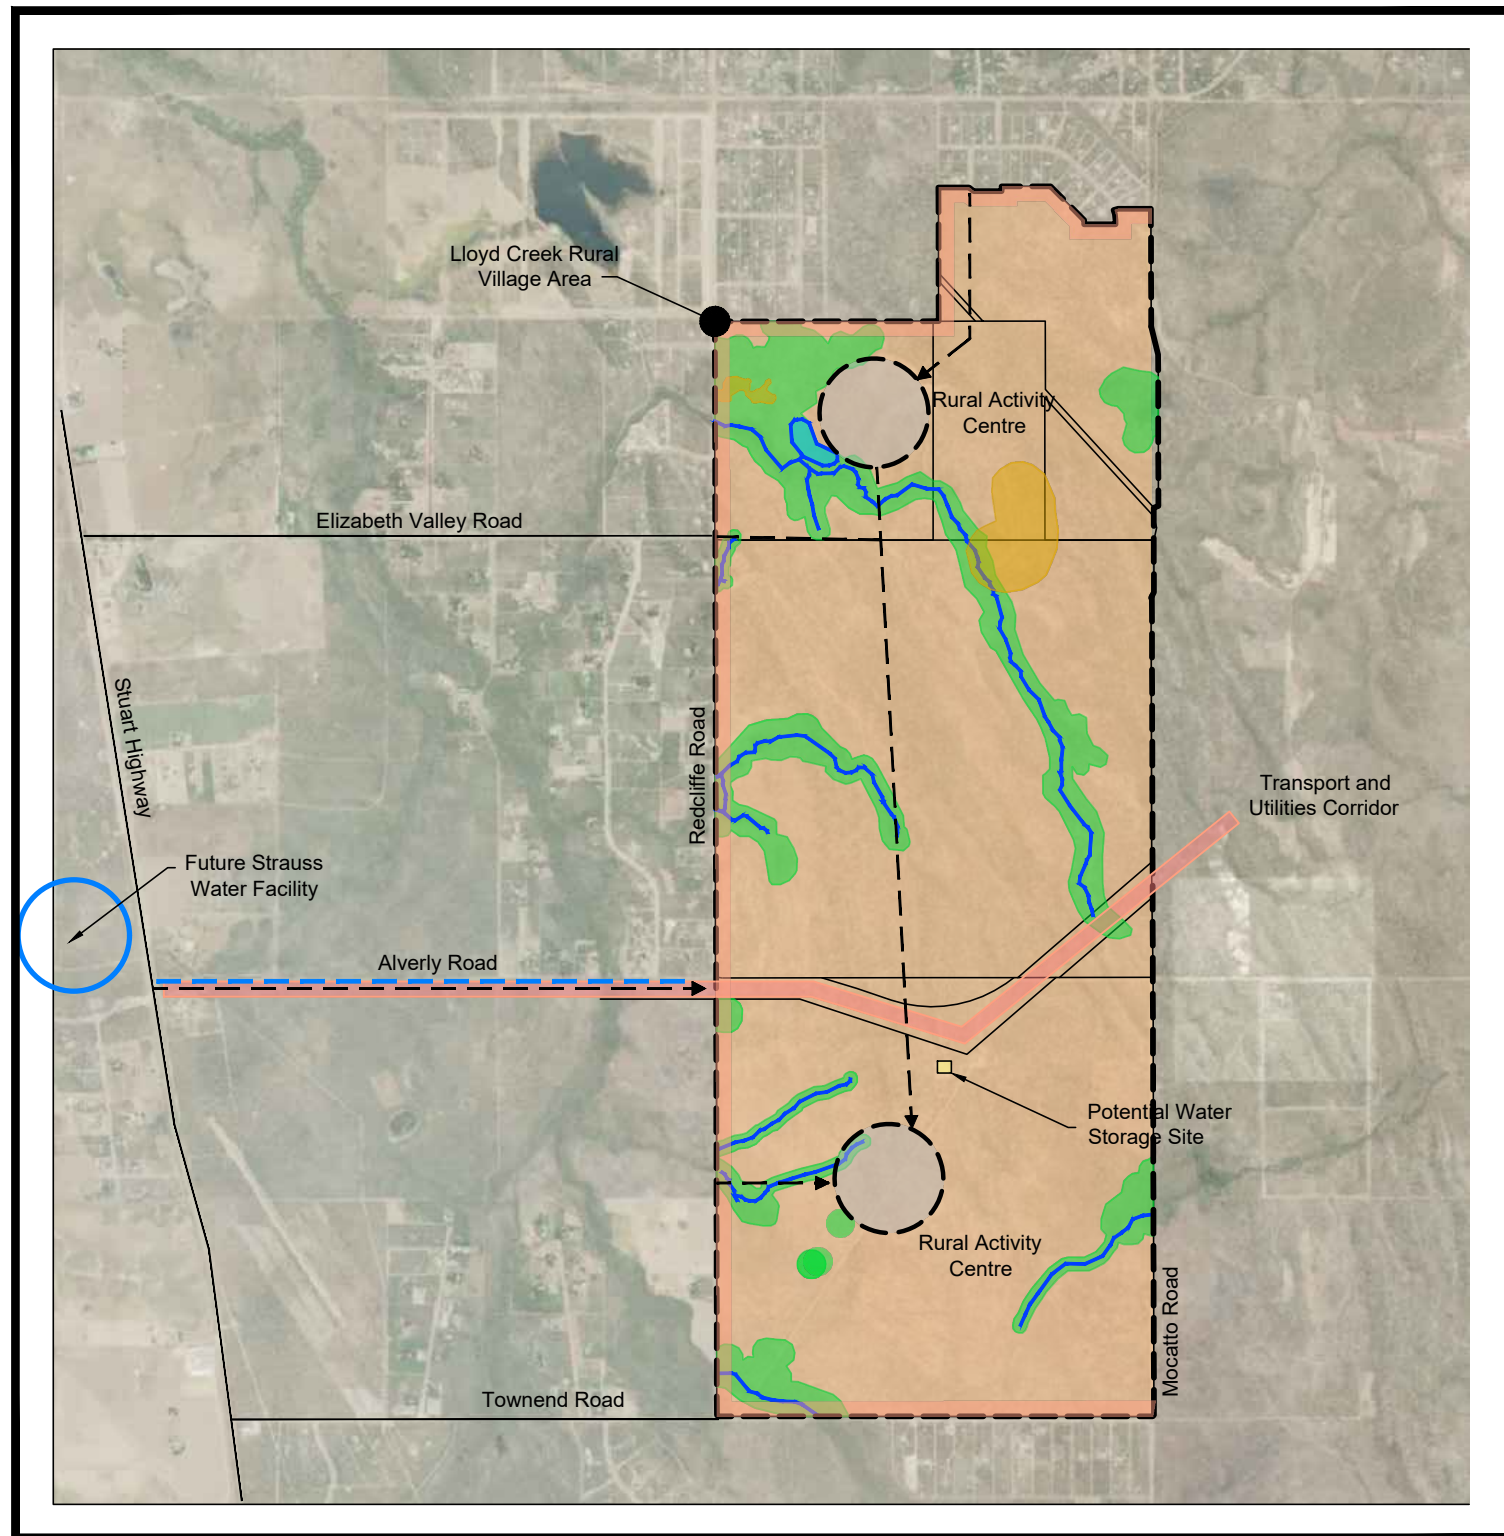 Lloyd Creek Rural
Village Area
Rural Activity
Centre
Elizabeth Valley Road
Stuart Highway
Redcliffe Road
Transport and
Utilities Corridor
Future Strauss
Water Facility
Alverly Road
Potential Water
Storage Site
Rural Activity
Centre
Mocatto Road
Townend Road